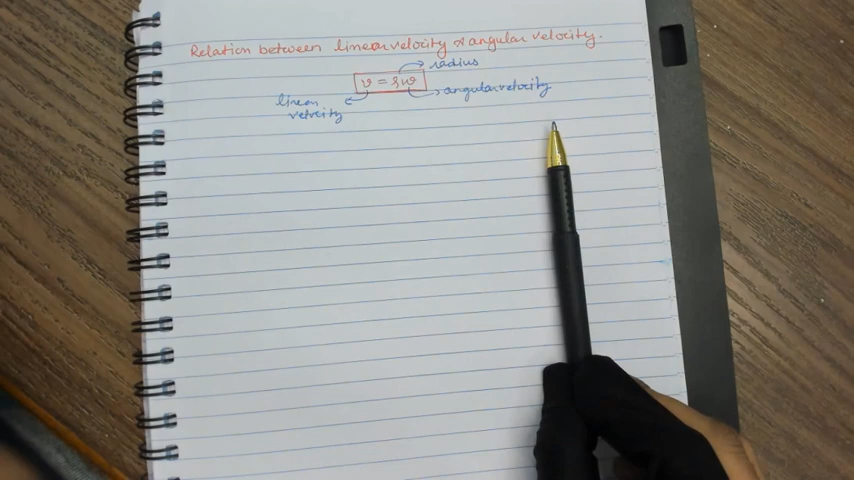 Relation between linear velocity & angular velocity.
radius
v = rω
angular velocity
linear
velocity